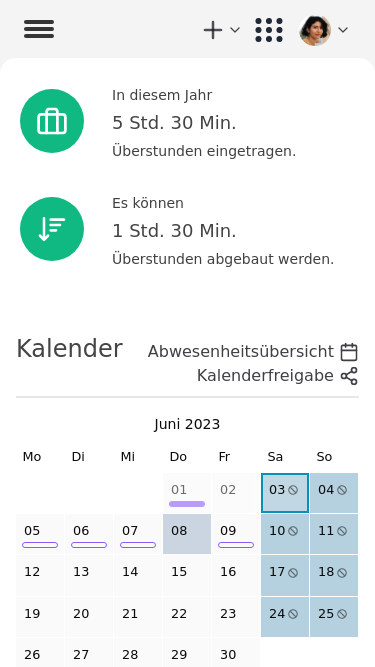 In diesem Jahr
5 Std. 30 Min.
Überstunden eingetragen.
Es können
1 Std. 30 Min.
Überstunden abgebaut werden.
Kalender
Abwesenheitsübersicht
Kalenderfreigabe
Juni 2023
Mo Di Mi Do Fr Sa So
01 02 03 04
05 06 07 08 09 10 11
12 13 14 15 16 17 18
19 20 21 22 23 24 25
26 27 28 29 30